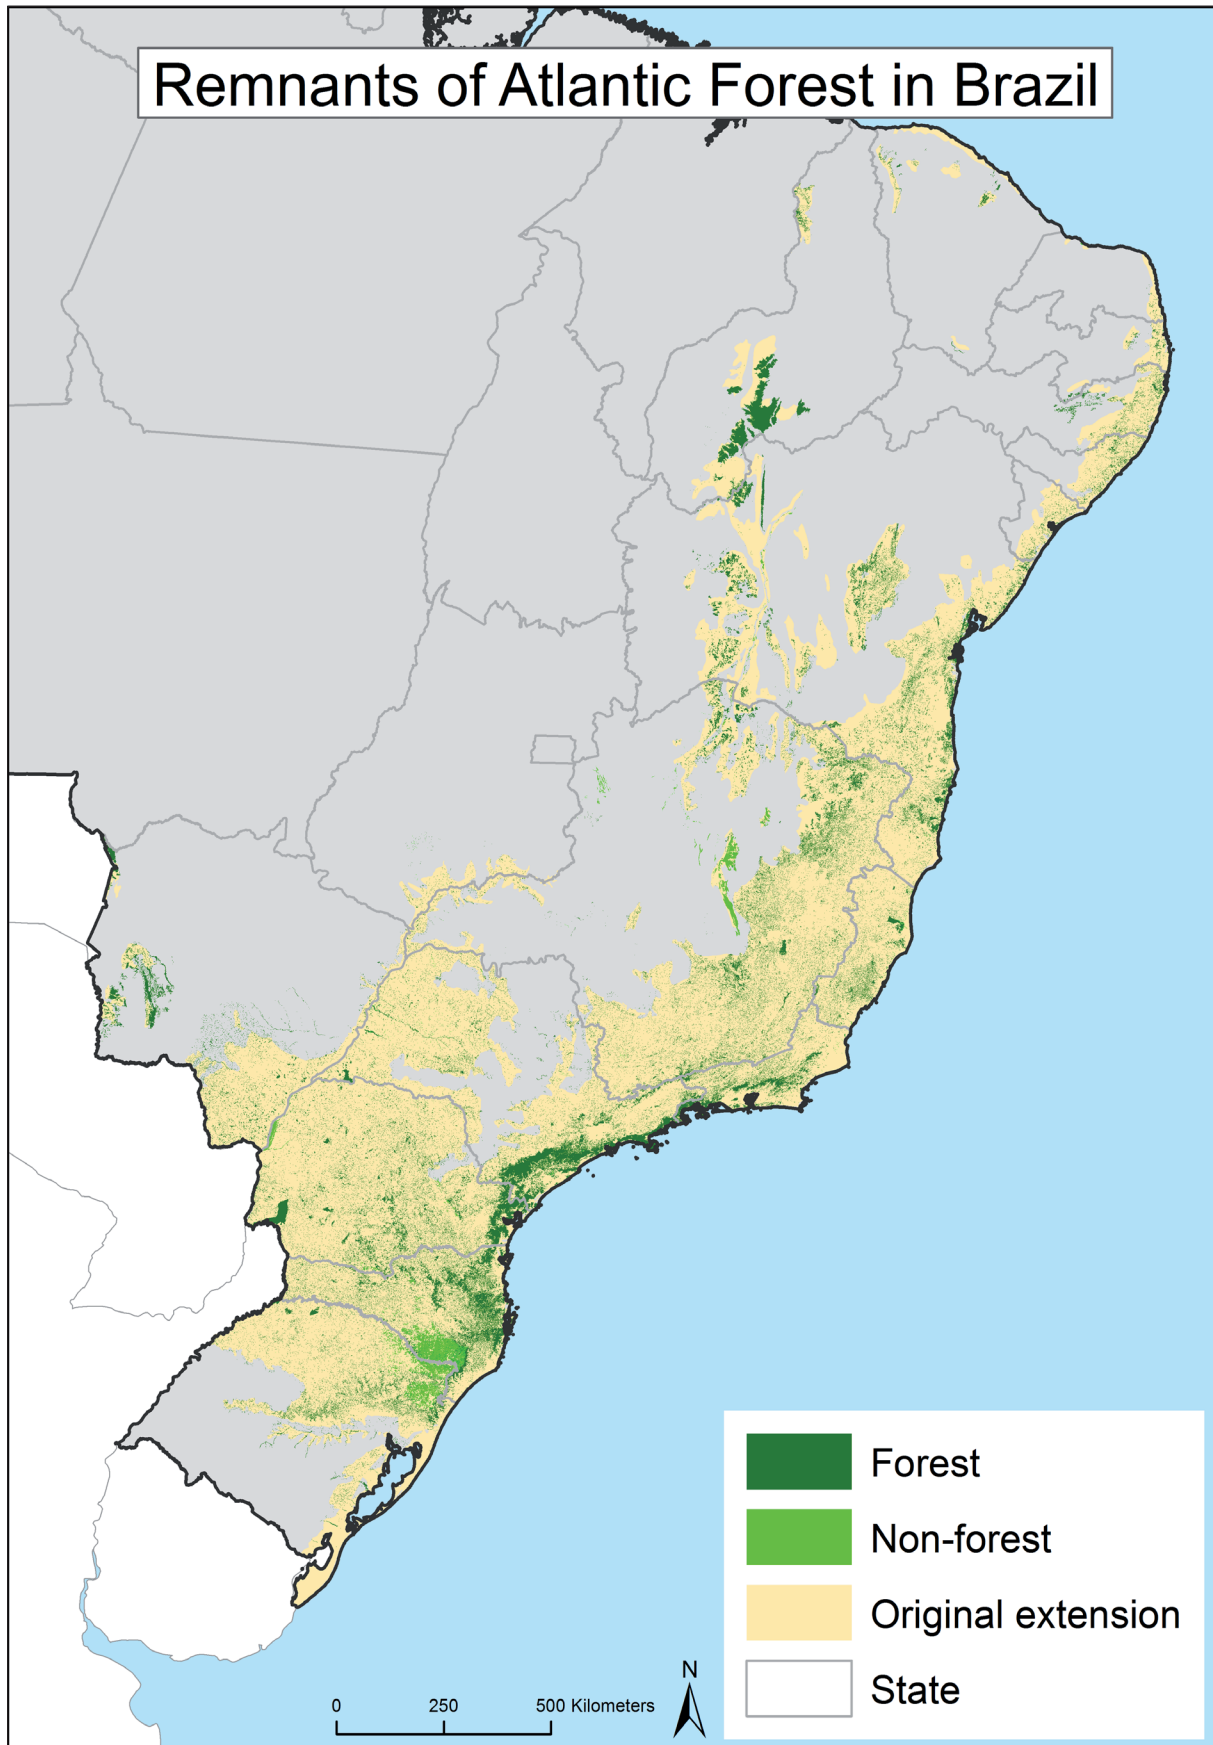 Remnants of Atlantic Forest in Brazil
Forest
Non-forest
Original extension
State
N
0 250 500 Kilometers